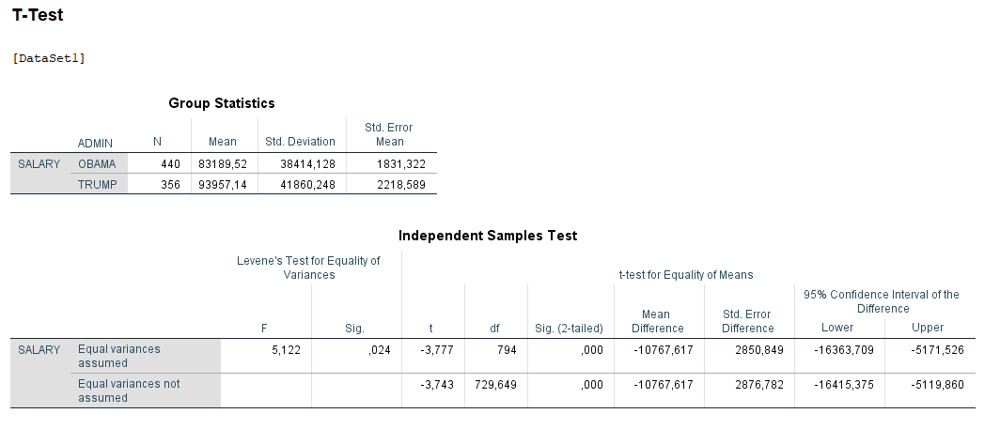 T-Test
[DataSet1]
Group Statistics
ADMIN N Mean Std. Deviation Std. Error Mean
SALARY OBAMA 440 83189,52 38414,128 1831,322
TRUMP 356 93957,14 41860,248 2218,589
Independent Samples Test
Levene's Test for Equality of Variances
t-test for Equality of Means
95% Confidence Interval of the Difference
F Sig. t df Sig. (2-tailed) Mean Difference Std. Error Difference Lower Upper
SALARY Equal variances assumed 5,122 ,024 -3,777 794 ,000 -10767,617 2850,849 -16363,709 -5171,526
Equal variances not assumed -3,743 729,649 ,000 -10767,617 2876,782 -16415,375 -5119,860